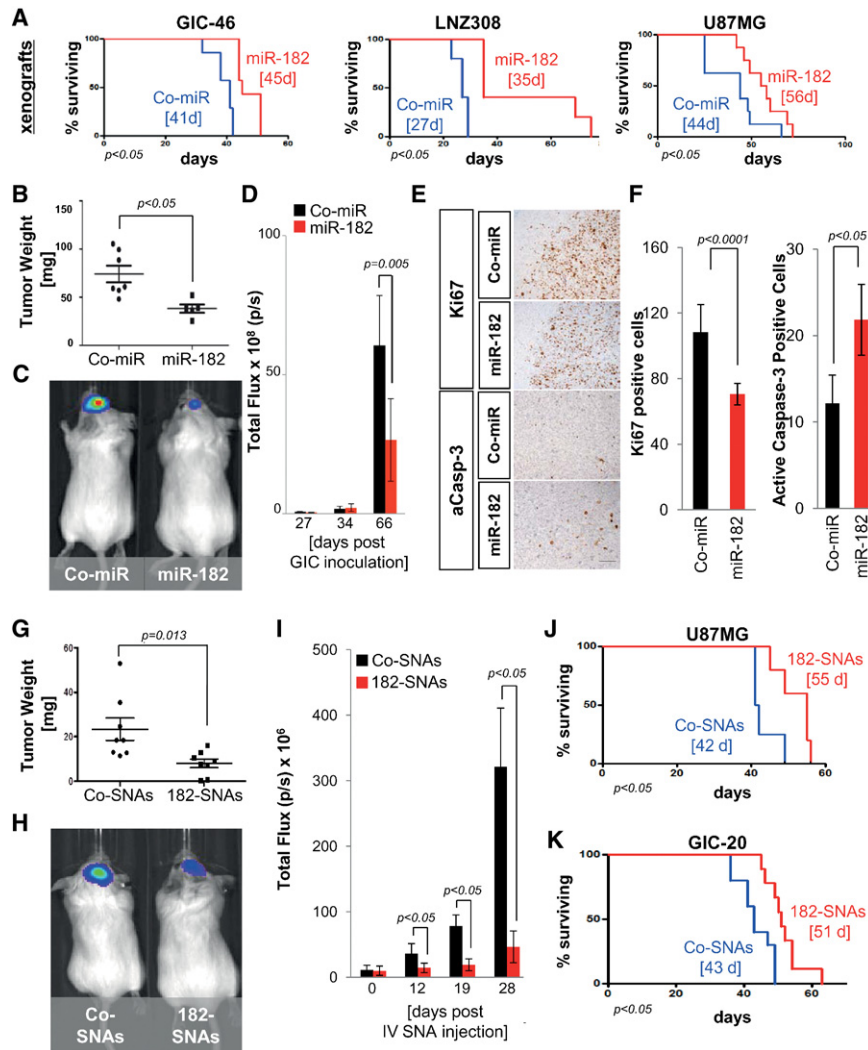 A
xenografts
GIC-46
% surviving
100
50
0
0
20
40
60
miR-182
[45d]
Co-miR
[41d]
p<0.05
days
LNZ308
% surviving
100
50
0
0
20
40
60
miR-182
[35d]
Co-miR
[27d]
p<0.05
days
U87MG
% surviving
100
50
0
0
50
100
miR-182
[56d]
Co-miR
[44d]
p<0.05
days
B
Tumor Weight
[mg]
150
100
50
0
p<0.05
Co-miR
miR-182
C
Co-miR
miR-182
D
Co-miR
miR-182
Total Flux x 10⁸ (p/s)
100
50
0
p=0.005
27
34
66
[days post
GIC inoculation]
E
Ki67
Co-miR
miR-182
aCasp-3
Co-miR
miR-182
F
Ki67 positive cells
160
120
80
40
0
p<0.0001
Co-miR
miR-182
Active Caspase-3 Positive Cells
30
20
10
0
p<0.05
Co-miR
miR-182
G
Tumor Weight
[mg]
60
40
20
0
p=0.013
Co-SNAs
182-SNAs
H
Co-
SNAs
182-
SNAs
I
Co-SNAs
182-SNAs
Total Flux (p/s) x 10⁶
500
400
300
200
100
0
p<0.05
p<0.05
p<0.05
0
12
19
28
[days post
IV SNA injection]
J
U87MG
% surviving
100
50
0
0
20
40
60
182-SNAs
[55 d]
Co-SNAs
[42 d]
p<0.05
days
K
GIC-20
% surviving
100
50
0
0
20
40
60
182-SNAs
[51 d]
Co-SNAs
[43 d]
p<0.05
days